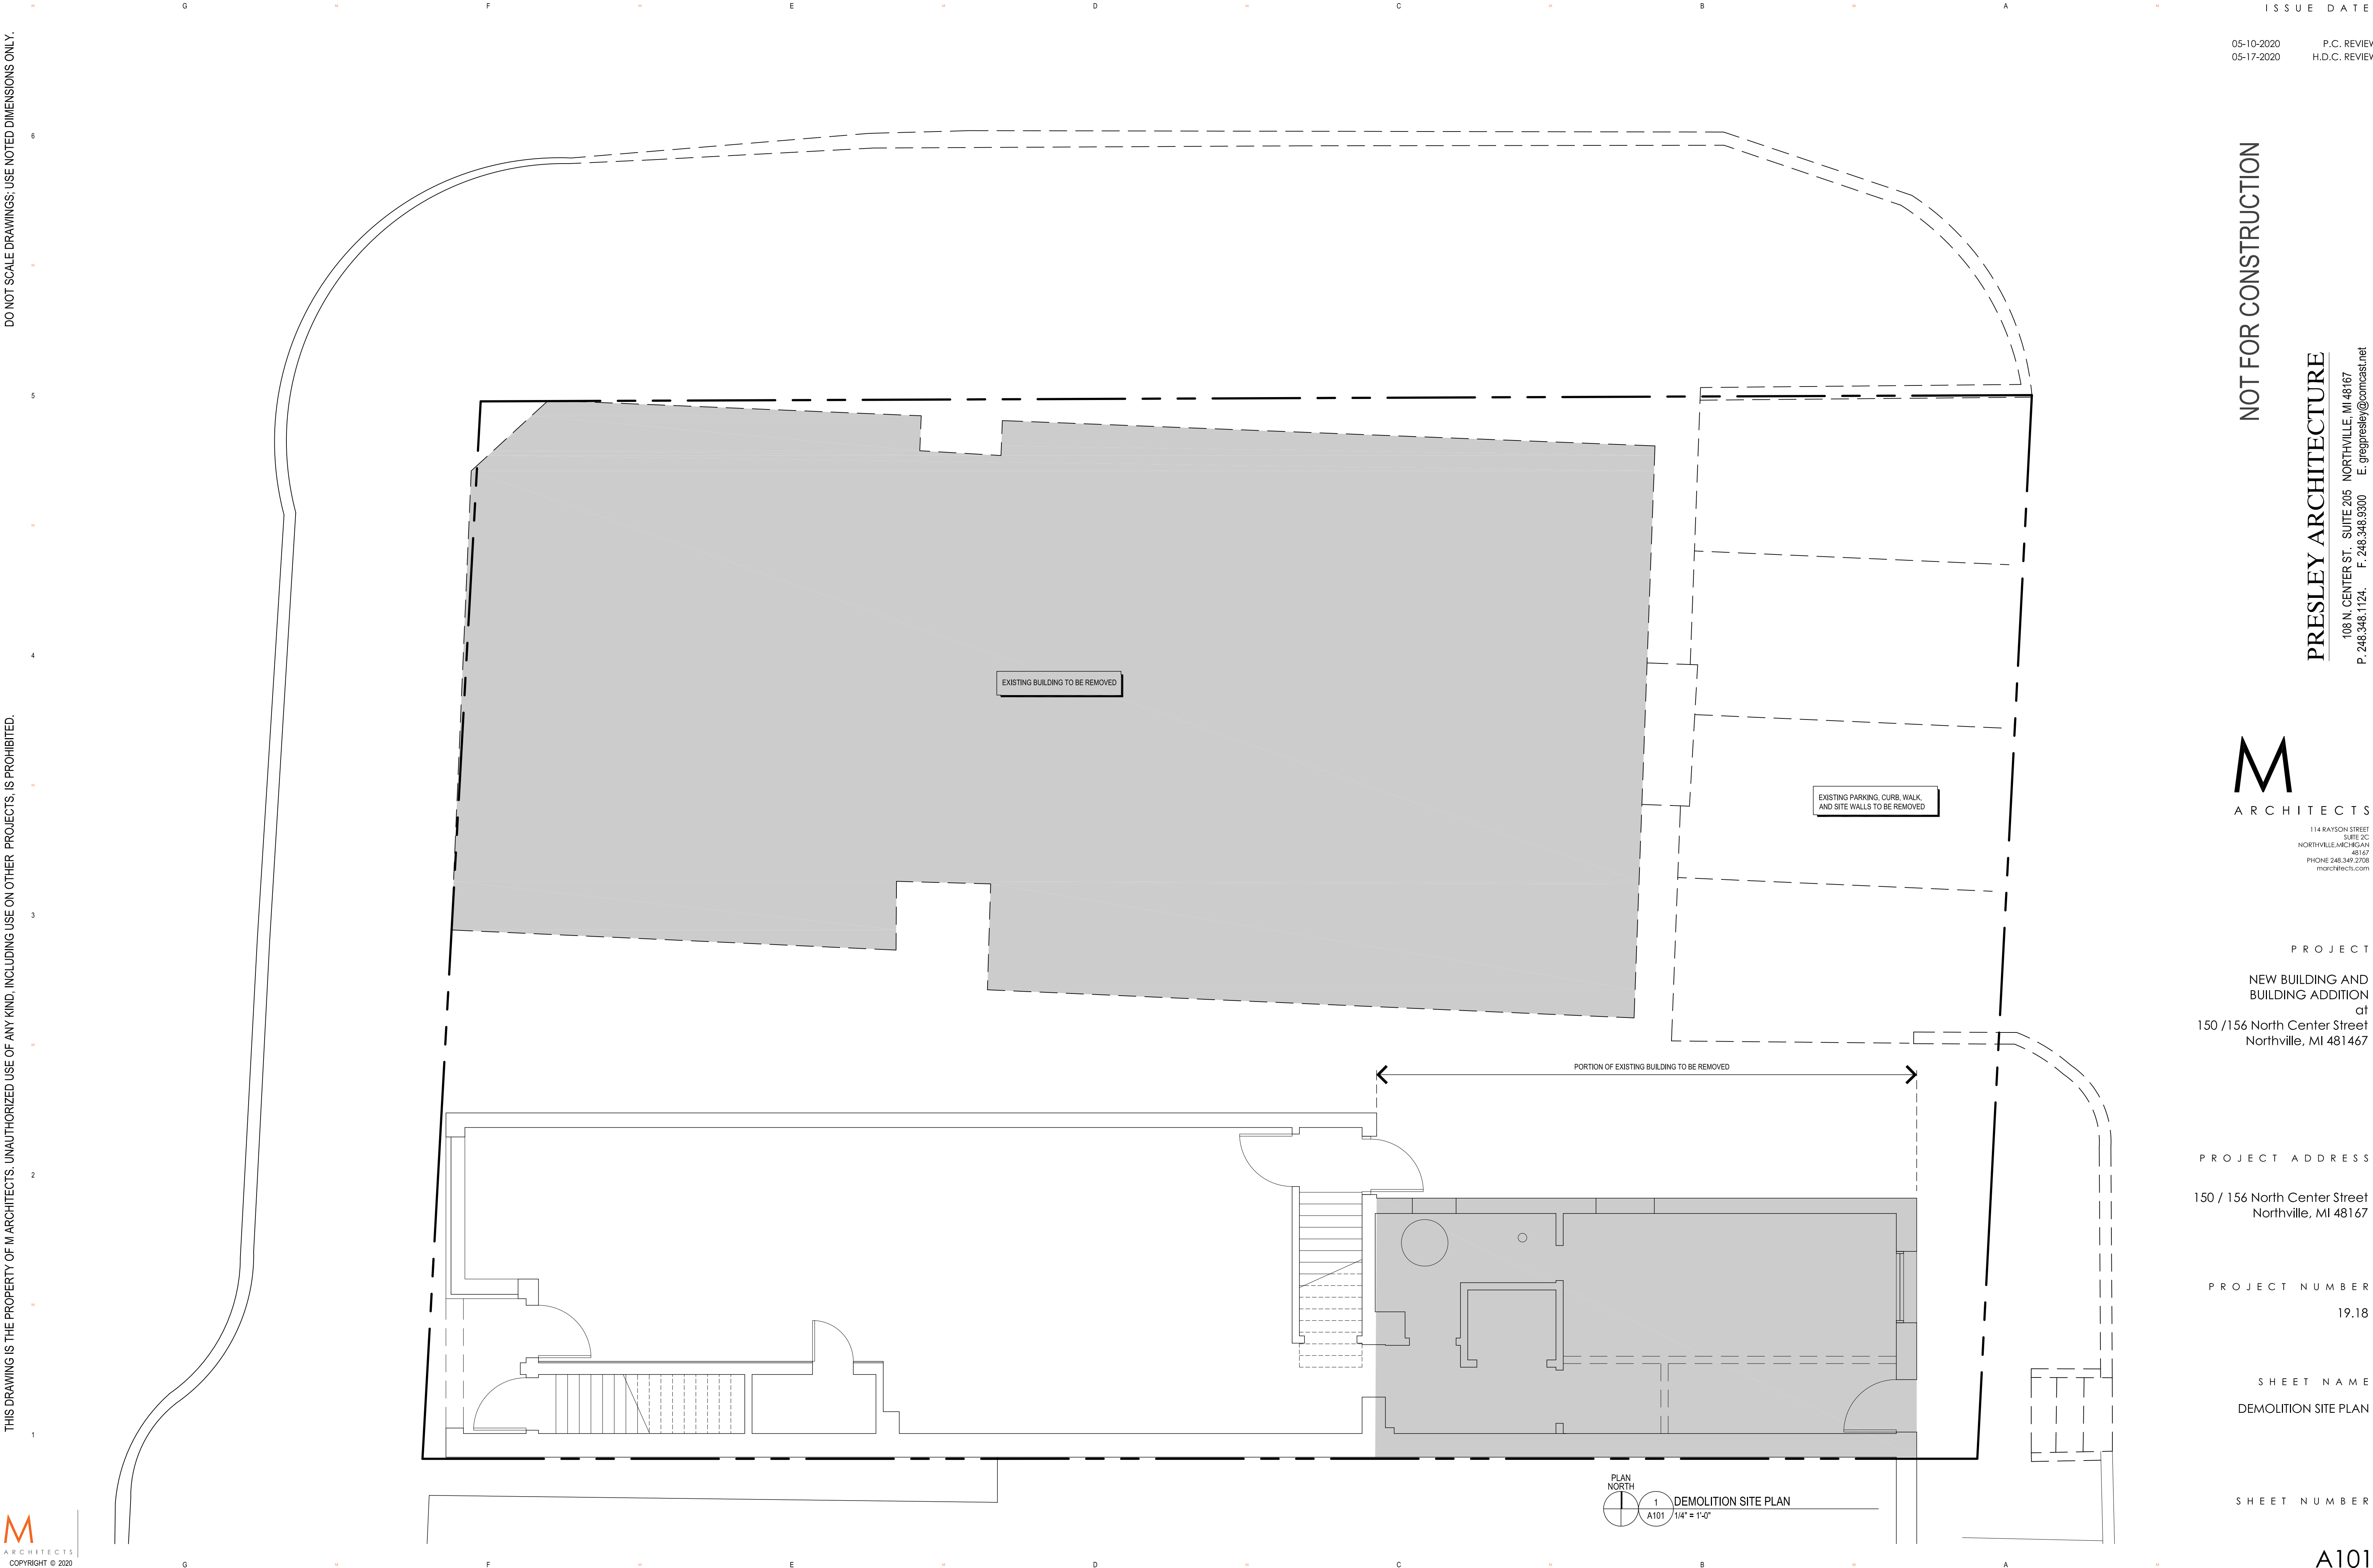 G F E D C B A
ISSUE DATE
05-10-2020 P.C. REVIEW
05-17-2020 H.D.C. REVIEW
DO NOT SCALE DRAWINGS; USE NOTED DIMENSIONS ONLY.
THIS DRAWING IS THE PROPERTY OF M ARCHITECTS. UNAUTHORIZED USE OF ANY KIND, INCLUDING USE ON OTHER PROJECTS, IS PROHIBITED.
6
5
4
3
2
1
NOT FOR CONSTRUCTION
PRESLEY ARCHITECTURE
108 N. CENTER ST. SUITE 205 NORTHVILLE, MI 48167
P. 248.348.1124. F. 248.348.9300 E. gregpresley@comcast.net
EXISTING BUILDING TO BE REMOVED
EXISTING PARKING, CURB, WALK,
AND SITE WALLS TO BE REMOVED
PORTION OF EXISTING BUILDING TO BE REMOVED
M
ARCHITECTS
114 RAYSON STREET
SUITE 2C
NORTHVILLE,MICHIGAN
48167
PHONE 248.349.2708
marchitects.com
PROJECT
NEW BUILDING AND
BUILDING ADDITION
at
150 /156 North Center Street
Northville, MI 481467
PROJECT ADDRESS
150 / 156 North Center Street
Northville, MI 48167
PROJECT NUMBER
19.18
SHEET NAME
DEMOLITION SITE PLAN
SHEET NUMBER
A101
PLAN
NORTH
1
A101
DEMOLITION SITE PLAN
1/4" = 1'-0"
M
ARCHITECTS
COPYRIGHT © 2020
G F E D C B A